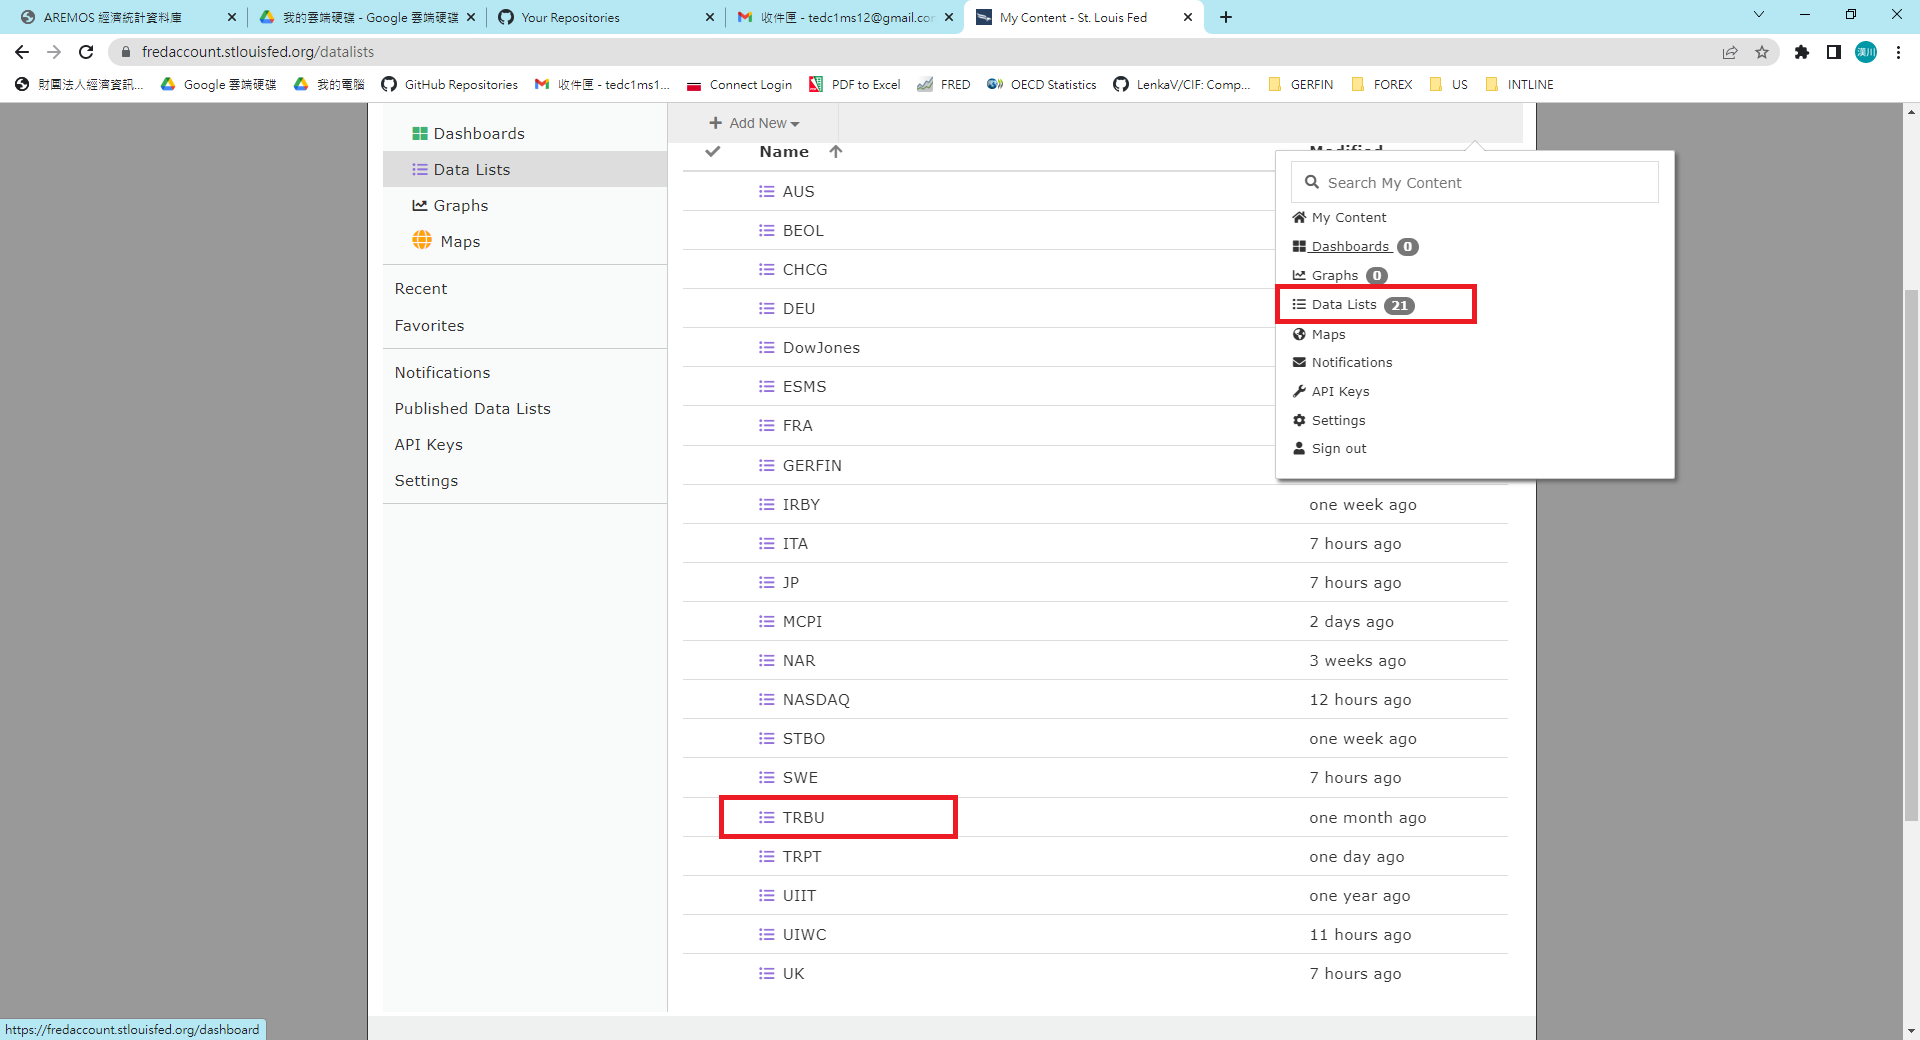 AREMOS 經濟統計資料庫
我的雲端硬碟 - Google 雲端硬碟
Your Repositories
收件匣 - tedc1ms12@gmail.co
My Content - St. Louis Fed
fredaccount.stlouisfed.org/datalists
漢川
財團法人經濟資訊...
Google 雲端硬碟
我的電腦
GitHub Repositories
收件匣 - tedc1ms1...
Connect Login
PDF to Excel
FRED
OECD Statistics
LenkaV/CIF: Comp...
GERFIN
FOREX
US
INTLINE
Dashboards
Data Lists
Graphs
Maps
Recent
Favorites
Notifications
Published Data Lists
API Keys
Settings
Add New
Name
Modified
AUS
BEOL
CHCG
DEU
DowJones
ESMS
FRA
GERFIN
IRBY one week ago
ITA 7 hours ago
JP 7 hours ago
MCPI 2 days ago
NAR 3 weeks ago
NASDAQ 12 hours ago
STBO one week ago
SWE 7 hours ago
TRBU one month ago
TRPT one day ago
UIIT one year ago
UIWC 11 hours ago
UK 7 hours ago
Search My Content
My Content
Dashboards 0
Graphs 0
Data Lists 21
Maps
Notifications
API Keys
Settings
Sign out
https://fredaccount.stlouisfed.org/dashboard